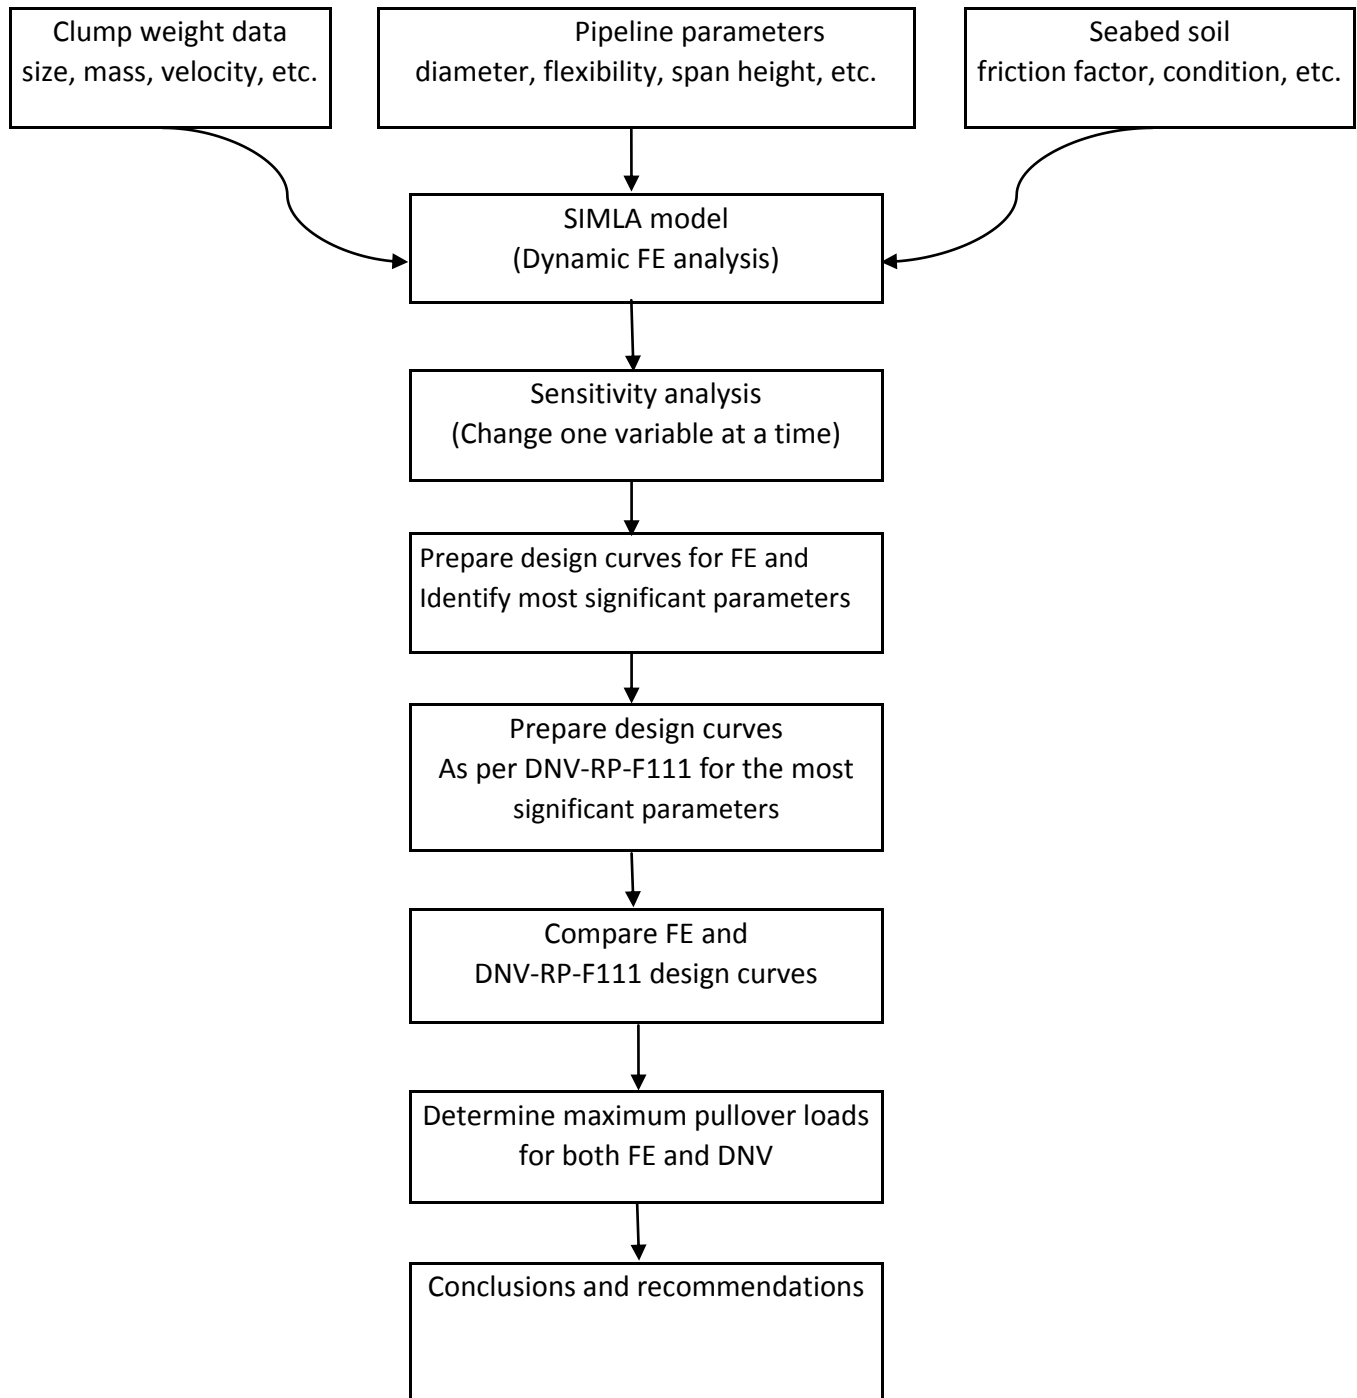 Clump weight data
size, mass, velocity, etc.
Pipeline parameters
diameter, flexibility, span height, etc.
Seabed soil
friction factor, condition, etc.
SIMLA model
(Dynamic FE analysis)
Sensitivity analysis
(Change one variable at a time)
Prepare design curves for FE and
Identify most significant parameters
Prepare design curves
As per DNV-RP-F111 for the most
significant parameters
Compare FE and
DNV-RP-F111 design curves
Determine maximum pullover loads
for both FE and DNV
Conclusions and recommendations